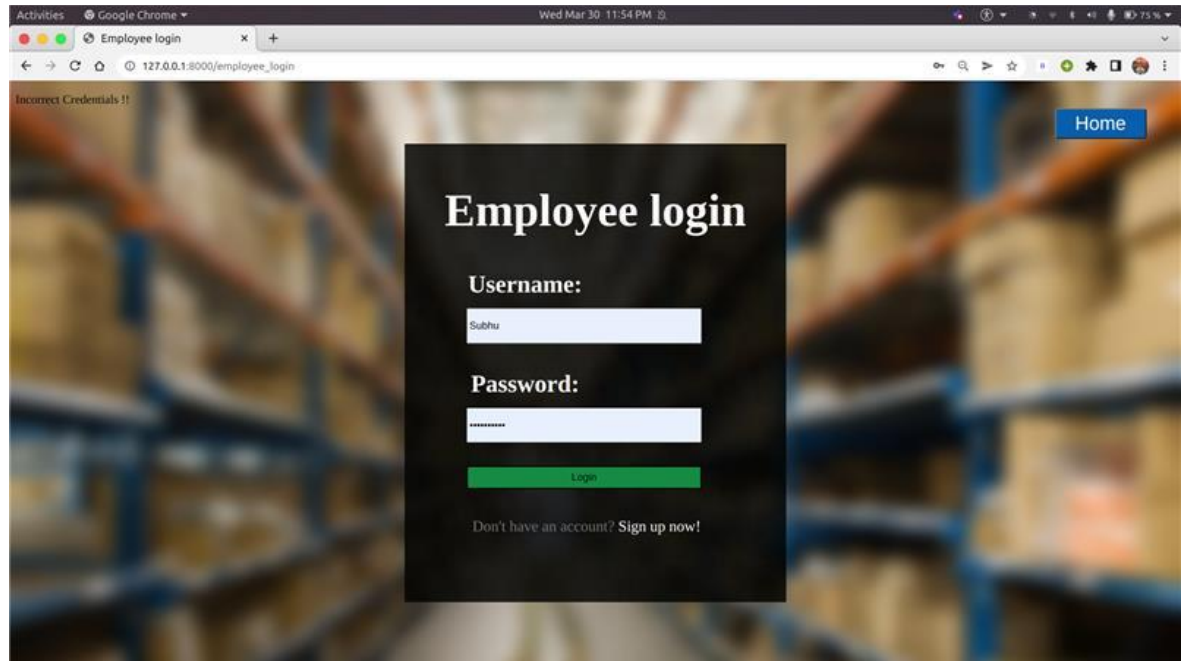 Activities Google Chrome Wed Mar 30 11:54 PM 75 %
Employee login
127.0.0.1:8000/employee_login
Incorrect Credentials !!
Home
Employee login
Username:
Subhu
Password:
Login
Don't have an account? Sign up now!